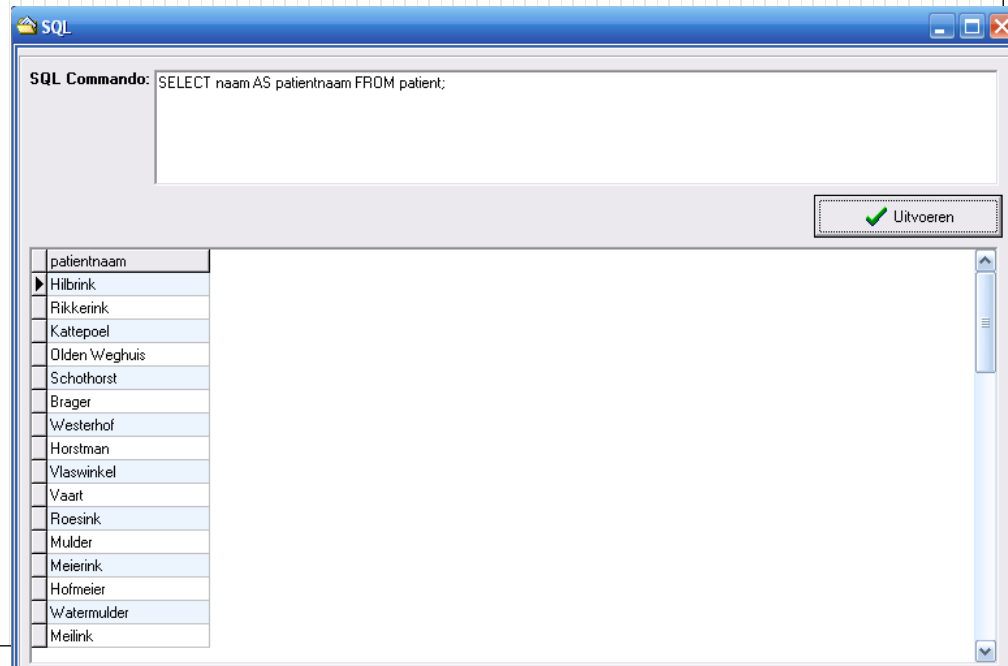 SQL
SQL Commando: SELECT naam AS patientnaam FROM patient;
Uitvoeren
patientnaam
Hilbrink
Rikkerink
Kattepoel
Olden Weghuis
Schothorst
Brager
Westerhof
Horstman
Vlaswinkel
Vaart
Roesink
Mulder
Meierink
Hofmeier
Watermulder
Meilink